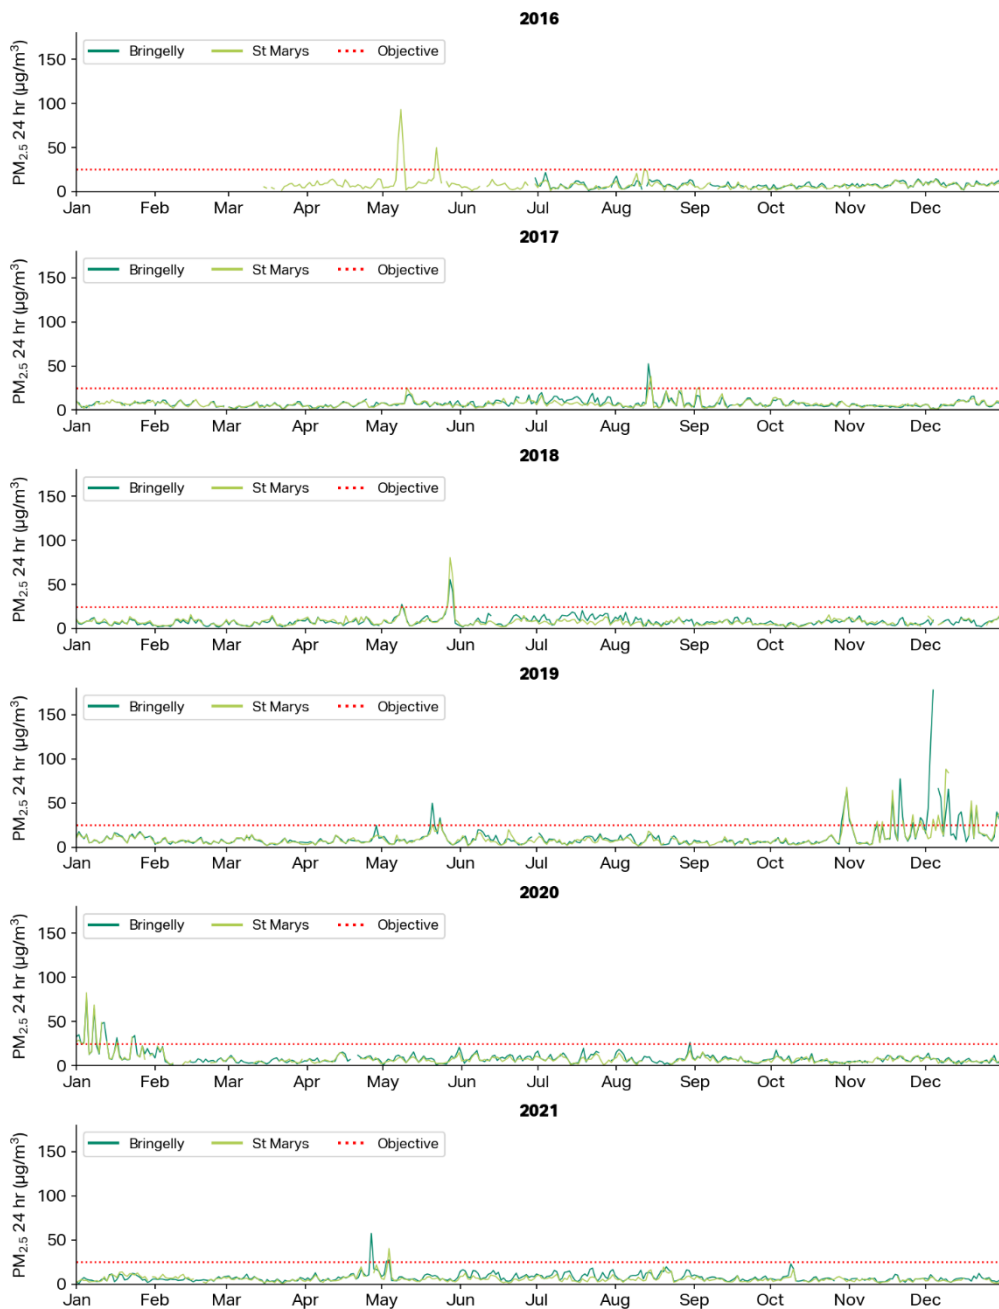 2016
PM2.5 24 hr (µg/m³)
Bringelly St Marys Objective
150
100
50
0
Jan Feb Mar Apr May Jun Jul Aug Sep Oct Nov Dec
2017
PM2.5 24 hr (µg/m³)
Bringelly St Marys Objective
150
100
50
0
Jan Feb Mar Apr May Jun Jul Aug Sep Oct Nov Dec
2018
PM2.5 24 hr (µg/m³)
Bringelly St Marys Objective
150
100
50
0
Jan Feb Mar Apr May Jun Jul Aug Sep Oct Nov Dec
2019
PM2.5 24 hr (µg/m³)
Bringelly St Marys Objective
150
100
50
0
Jan Feb Mar Apr May Jun Jul Aug Sep Oct Nov Dec
2020
PM2.5 24 hr (µg/m³)
Bringelly St Marys Objective
150
100
50
0
Jan Feb Mar Apr May Jun Jul Aug Sep Oct Nov Dec
2021
PM2.5 24 hr (µg/m³)
Bringelly St Marys Objective
150
100
50
0
Jan Feb Mar Apr May Jun Jul Aug Sep Oct Nov Dec